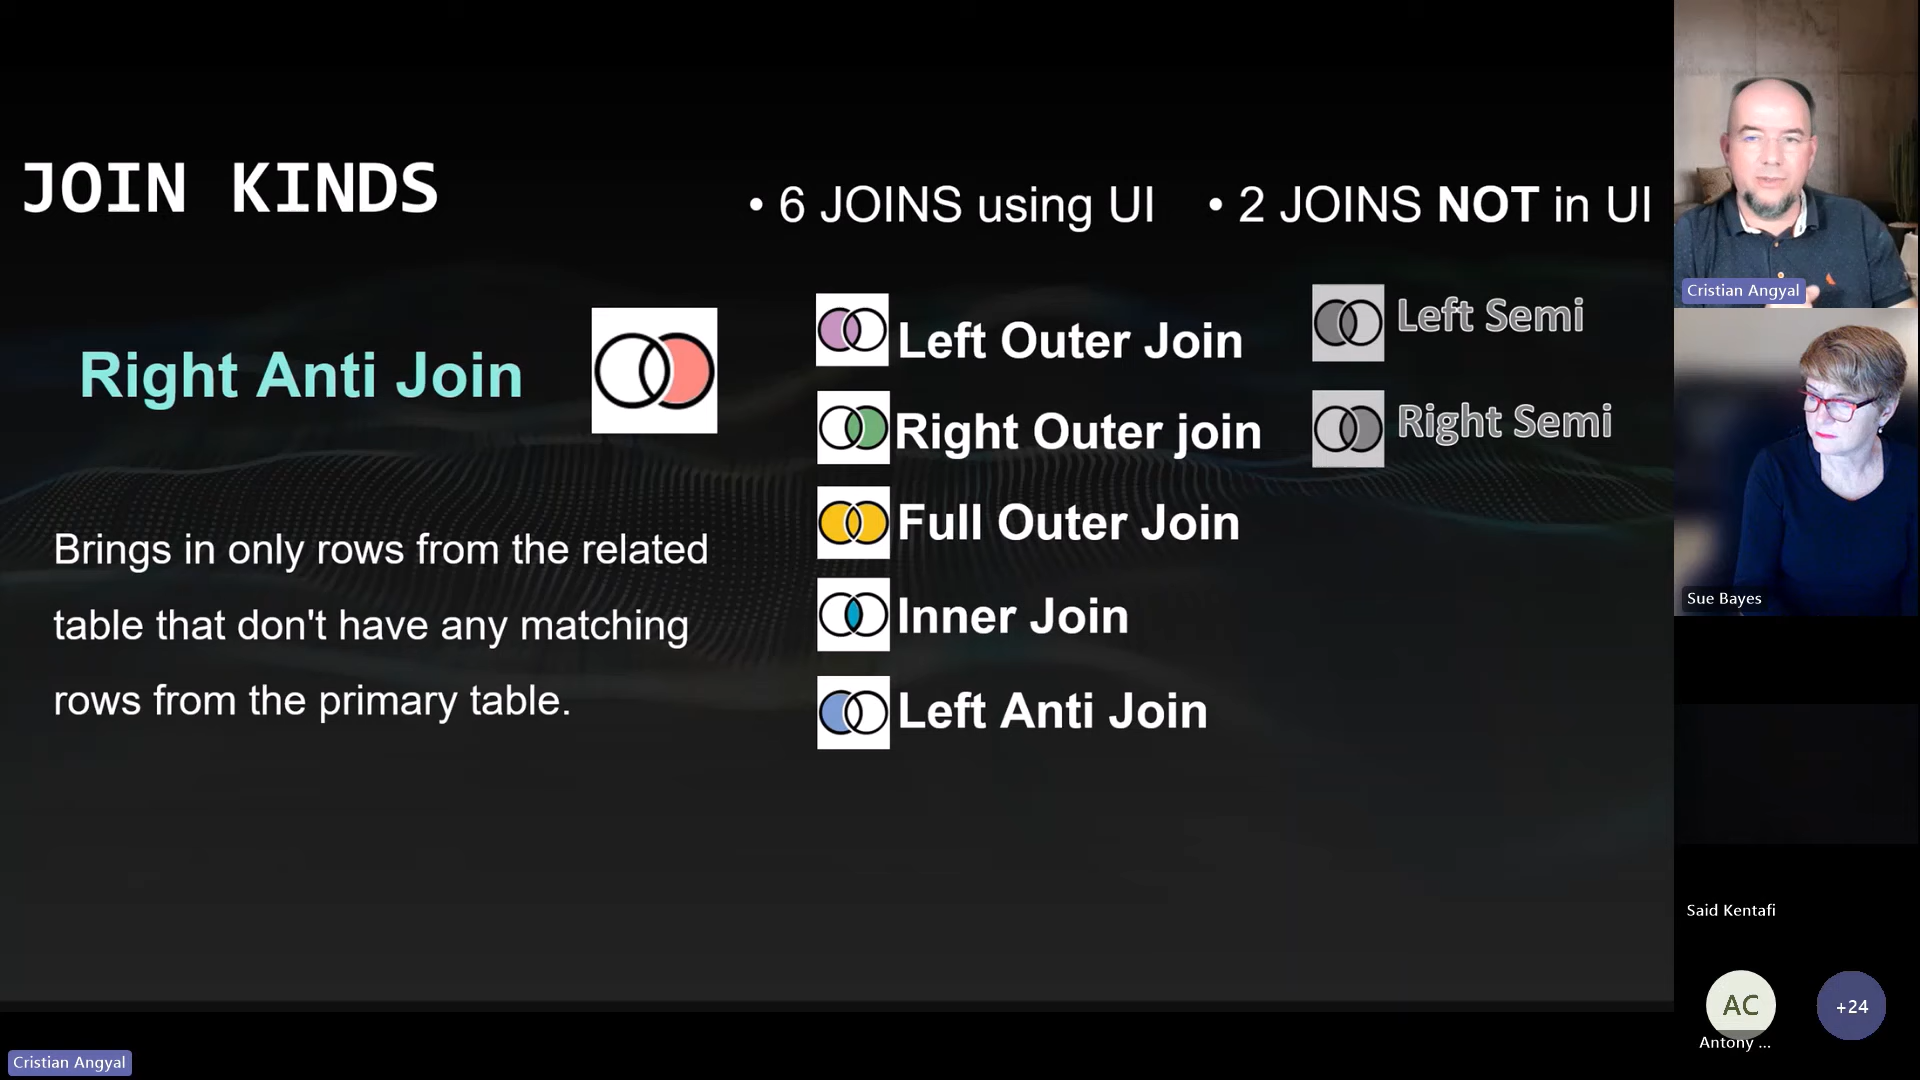 JOIN KINDS
• 6 JOINS using UI
• 2 JOINS NOT in UI
Right Anti Join
Brings in only rows from the related
table that don't have any matching
rows from the primary table.
Left Outer Join
Right Outer join
Full Outer Join
Inner Join
Left Anti Join
Left Semi
Right Semi
Cristian Angyal
Sue Bayes
Said Kentafi
AC
Antony ...
+24
Cristian Angyal